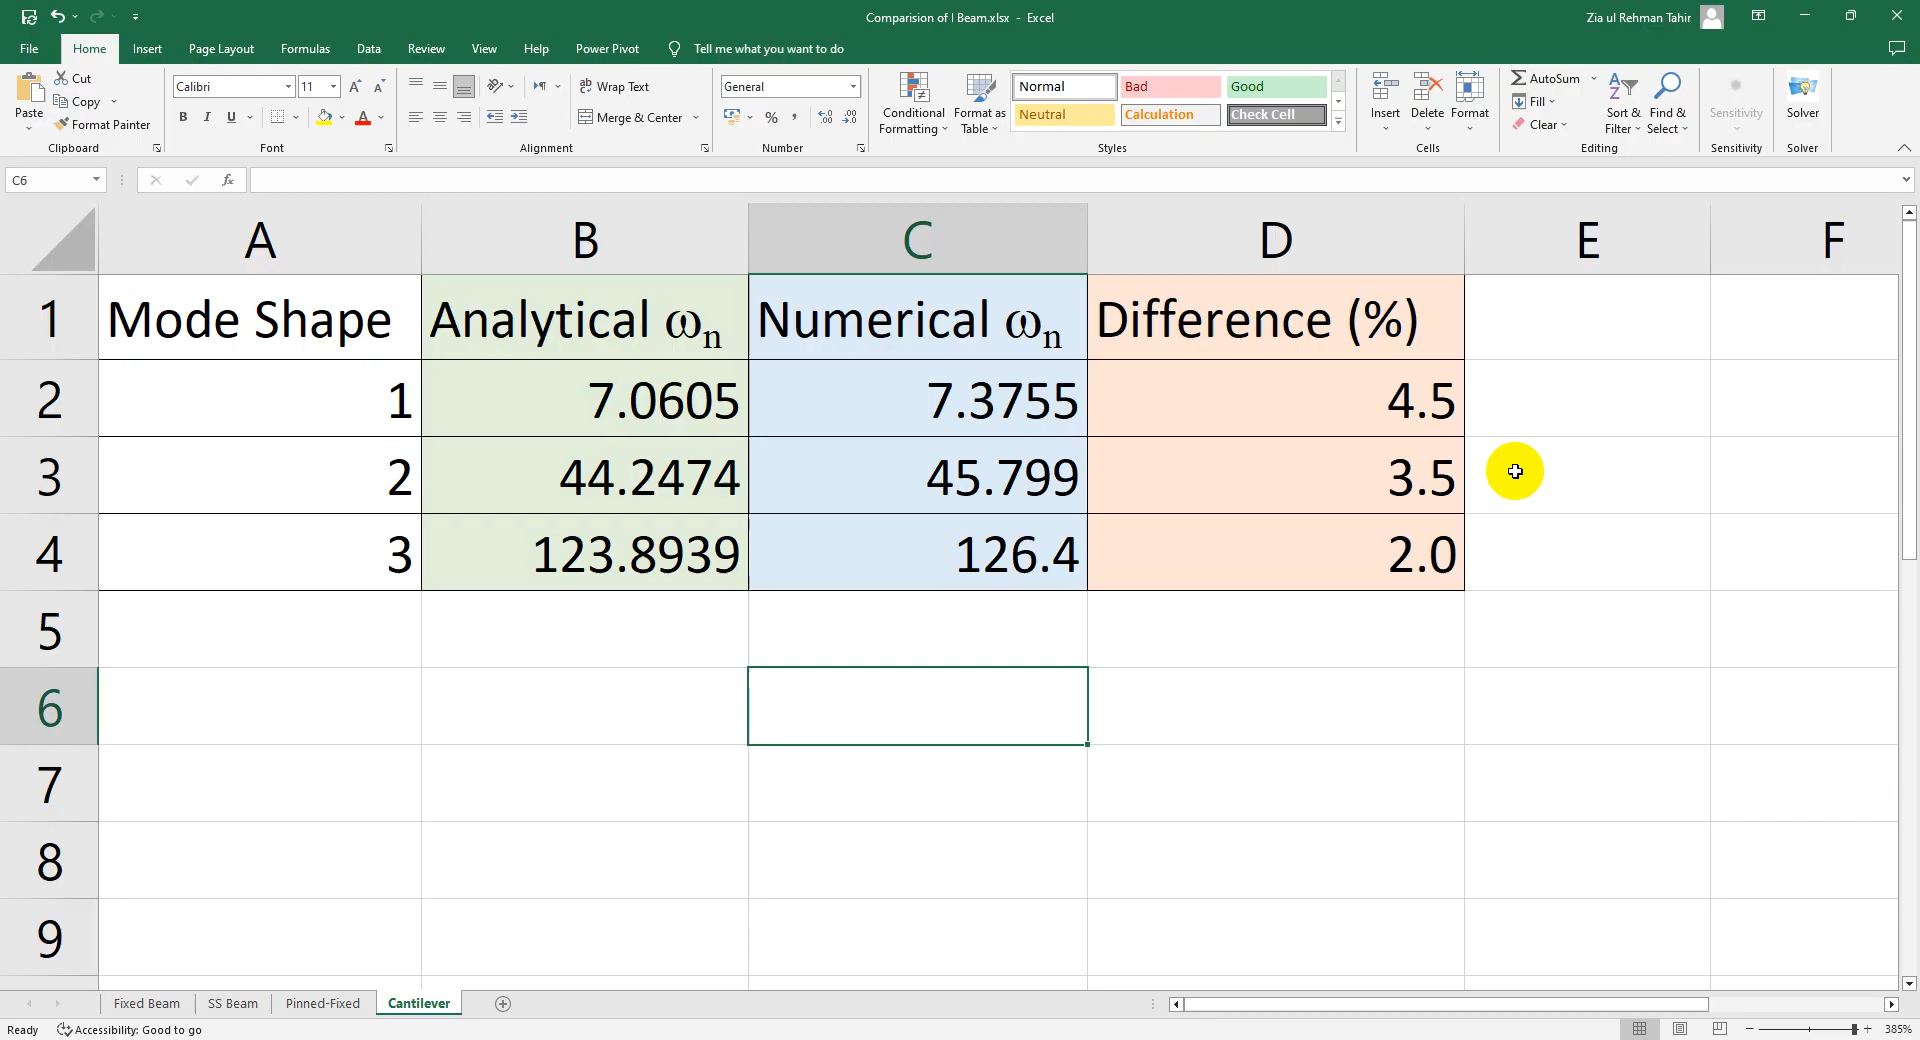 Comparision of I Beam.xlsx - Excel
Zia ul Rehman Tahir
File Home Insert Page Layout Formulas Data Review View Help Power Pivot Tell me what you want to do
Paste
Cut
Copy
Format Painter
Clipboard
Calibri 11
B I U
Font
Wrap Text
Merge & Center
Alignment
General
Number
Conditional Formatting
Format as Table
Normal Bad Good
Neutral Calculation Check Cell
Styles
Insert Delete Format
Cells
AutoSum
Fill
Clear
Sort & Filter
Find & Select
Editing
Sensitivity
Sensitivity
Solver
Solver
C6 fx
A B C D E F
1 Mode Shape Analytical ωn Numerical ωn Difference (%)
2 1 7.0605 7.3755 4.5
3 2 44.2474 45.799 3.5
4 3 123.8939 126.4 2.0
5
6
7
8
9
Fixed Beam SS Beam Pinned-Fixed Cantilever
Ready Accessibility: Good to go 385%